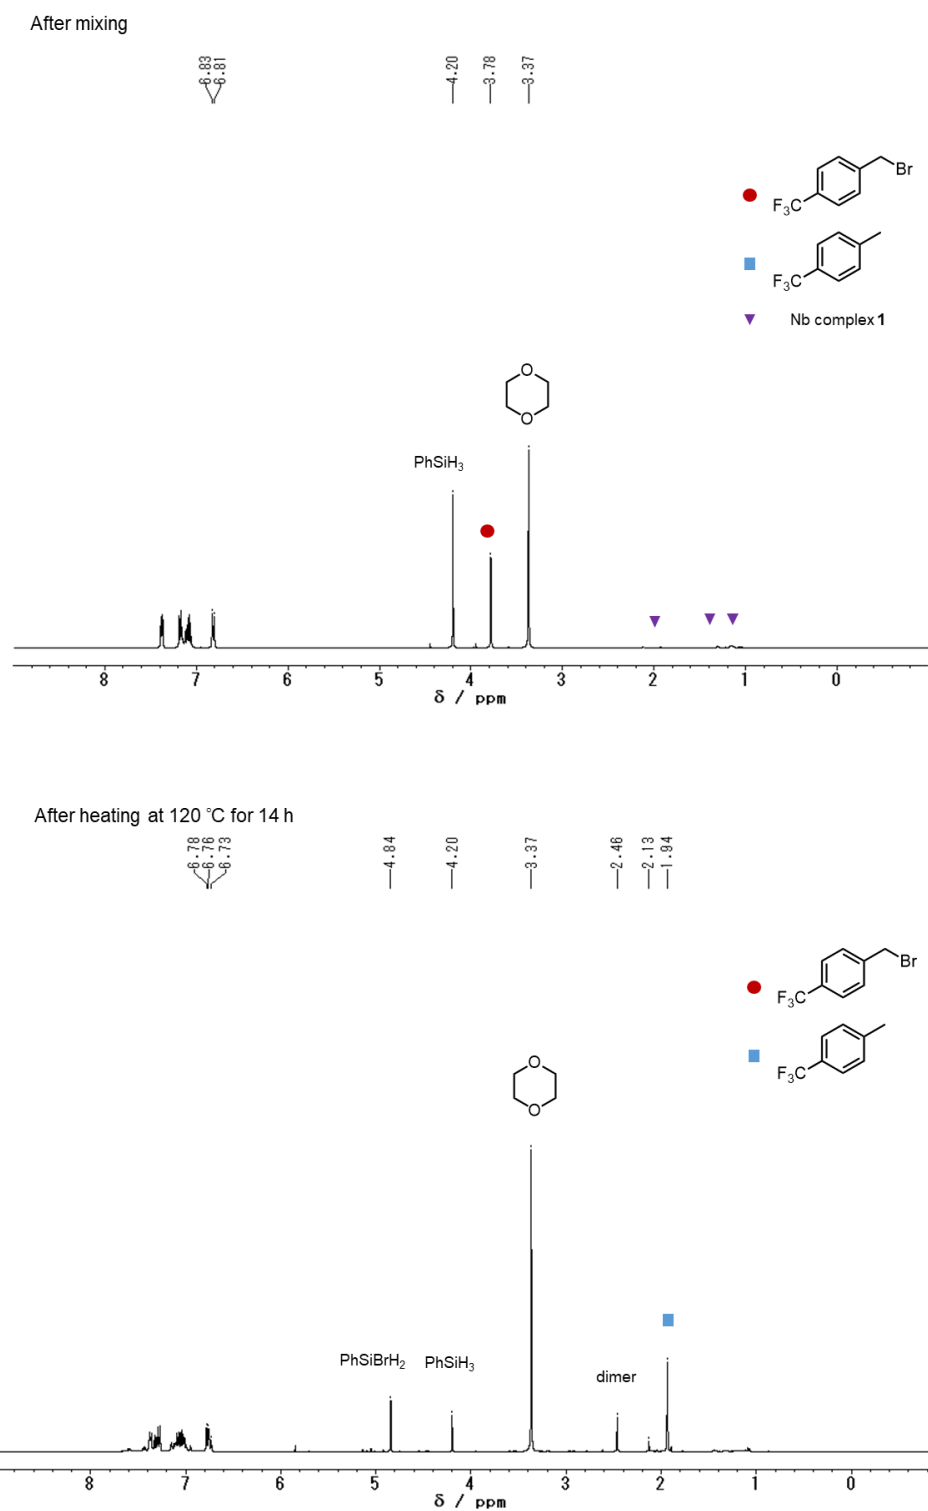 After mixing
6.83
6.81
4.20
3.78
3.37
Br
F3C
F3C
Nb complex 1
O
O
PhSiH3
8 7 6 5 4 3 2 1 0
δ / ppm
After heating at 120 °C for 14 h
6.78
6.76
6.73
4.84
4.20
3.37
2.46
2.13
1.94
Br
F3C
F3C
O
O
PhSiBrH2 PhSiH3
dimer
8 7 6 5 4 3 2 1 0
δ / ppm